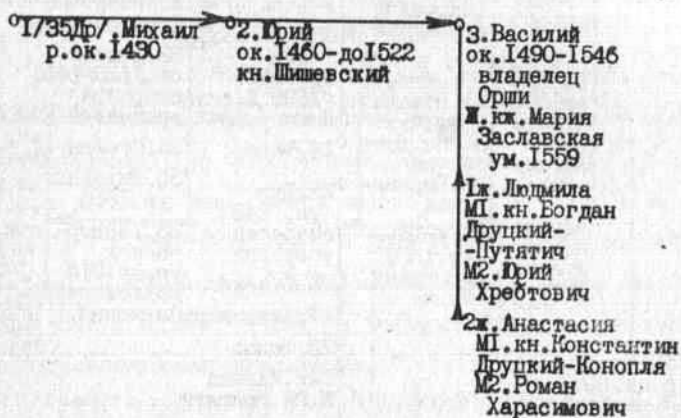 1/35Др/.Михаил
р.ок.1430
2.Юрий
ок.1460-до1522
кн.Шишевский
3.Василий
ок.1490-1546
владелец
Орши
Ж.кж.Мария
Заславская
ум.1559
1ж.Людмила
М1.кн.Богдан
Друцкий-
-Путятич
М2.Юрий
Хребтович
2ж.Анастасия
М1.кн.Константин
Друцкий-Конопля
М2.Роман
Харасимович